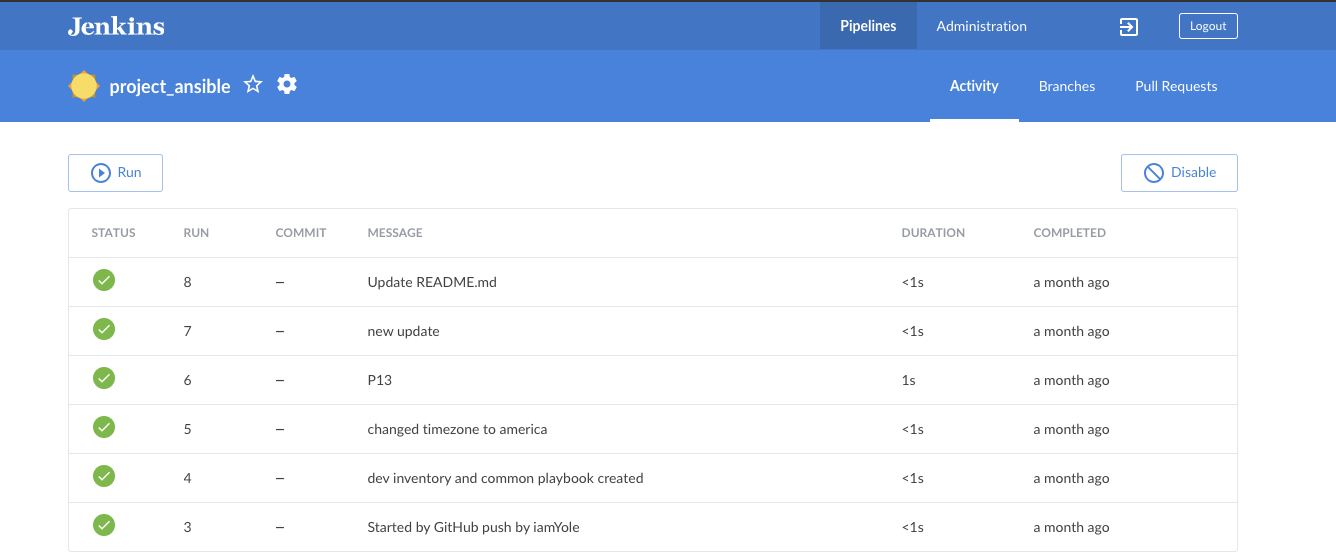 Jenkins Pipelines Administration Logout
project_ansible Activity Branches Pull Requests
Run Disable
STATUS RUN COMMIT MESSAGE DURATION COMPLETED
8 — Update README.md <1s a month ago
7 — new update <1s a month ago
6 — P13 1s a month ago
5 — changed timezone to america <1s a month ago
4 — dev inventory and common playbook created <1s a month ago
3 — Started by GitHub push by iamYole <1s a month ago